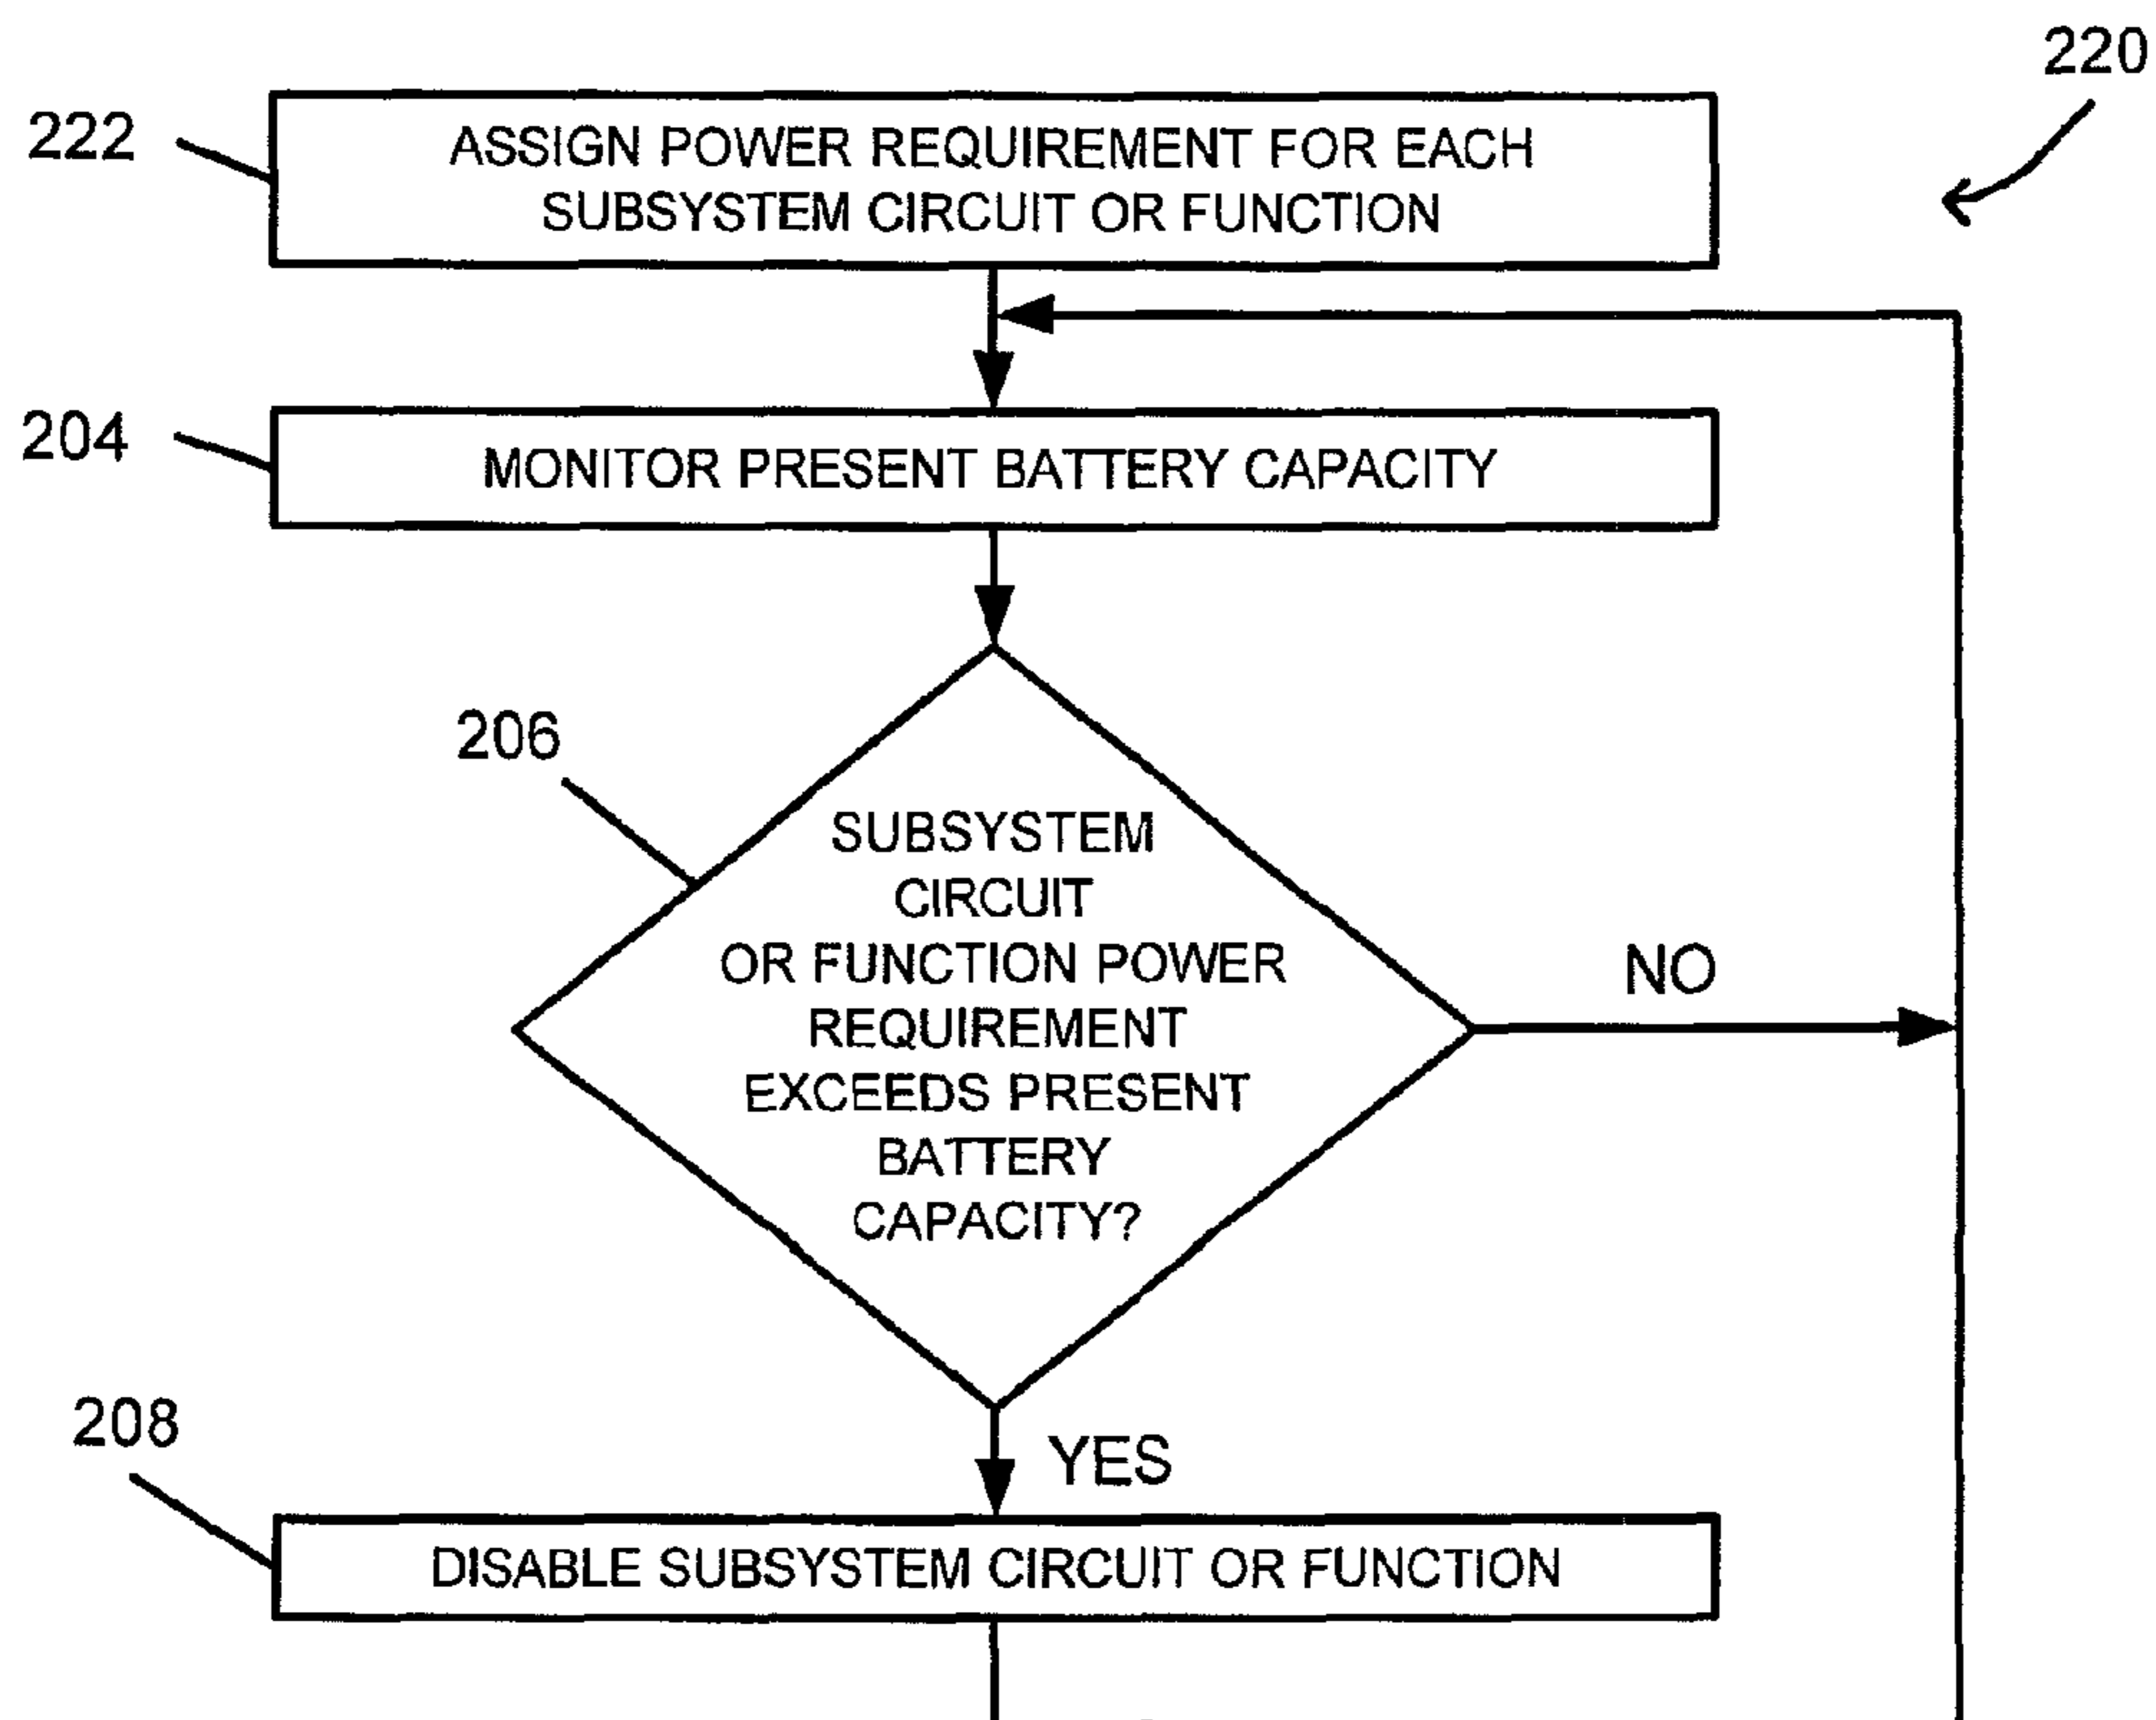 220
222
ASSIGN POWER REQUIREMENT FOR EACH
SUBSYSTEM CIRCUIT OR FUNCTION
204
MONITOR PRESENT BATTERY CAPACITY
206
SUBSYSTEM
CIRCUIT
OR FUNCTION POWER
REQUIREMENT
EXCEEDS PRESENT
BATTERY
CAPACITY?
NO
YES
208
DISABLE SUBSYSTEM CIRCUIT OR FUNCTION